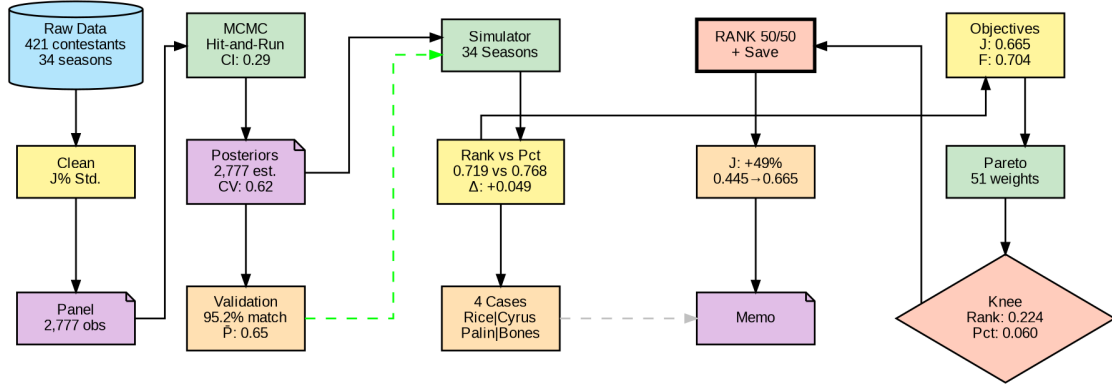 Raw Data
421 contestants
34 seasons
Clean
J% Std.
Panel
2,777 obs
MCMC
Hit-and-Run
CI: 0.29
Posteriors
2,777 est.
CV: 0.62
Validation
95.2% match
P̄: 0.65
Simulator
34 Seasons
Rank vs Pct
0.719 vs 0.768
Δ: +0.049
4 Cases
Rice|Cyrus
Palin|Bones
RANK 50/50
+ Save
J: +49%
0.445→0.665
Memo
Objectives
J: 0.665
F: 0.704
Pareto
51 weights
Knee
Rank: 0.224
Pct: 0.060